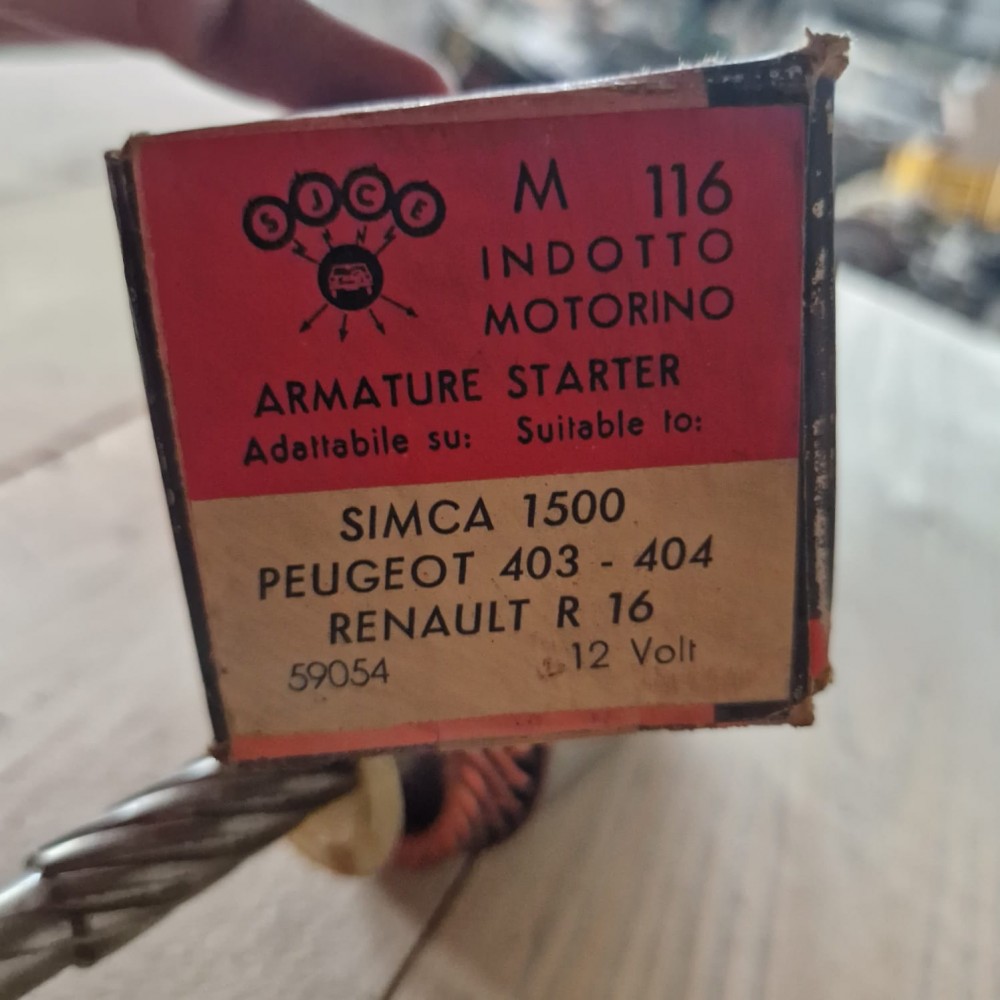 SJCE
M 116
INDOTTO
MOTORINO
ARMATURE STARTER
Adattabile su: Suitable to:
SIMCA 1500
PEUGEOT 403 - 404
RENAULT R 16
59054 12 Volt